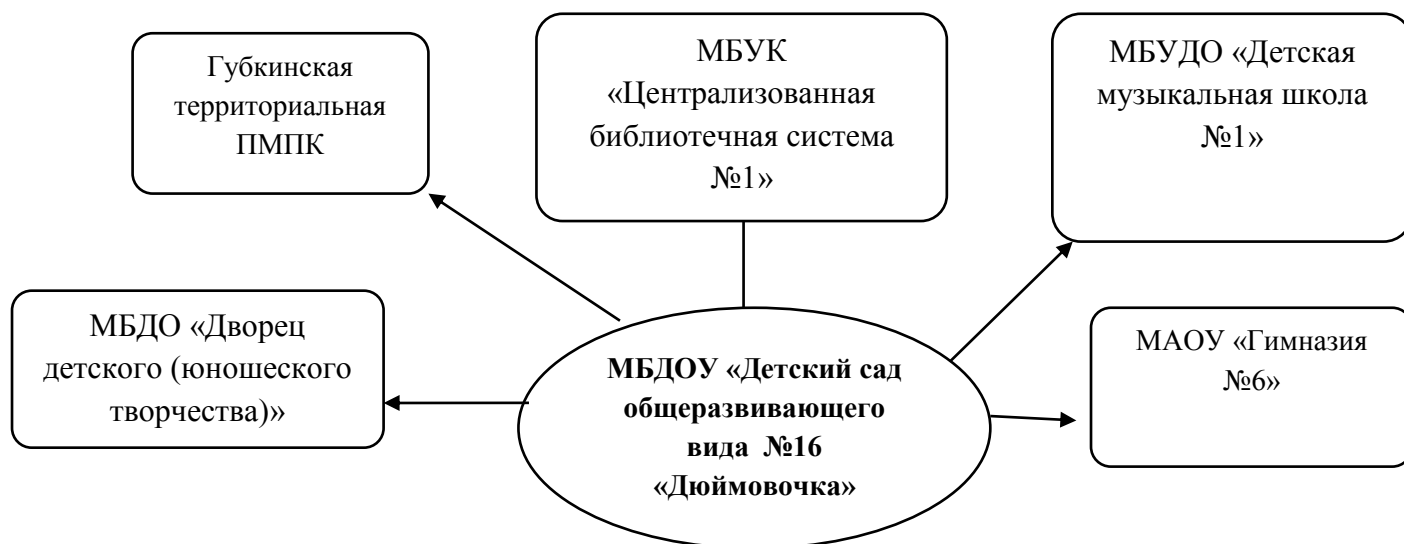 Губкинская
территориальная
ПМПК
МБУК
«Централизованная
библиотечная система
№1»
МБУДО «Детская
музыкальная школа
№1»
МБДО «Дворец
детского (юношеского
творчества)»
МБДОУ «Детский сад
общеразвивающего
вида №16
«Дюймовочка»
МАОУ «Гимназия
№6»